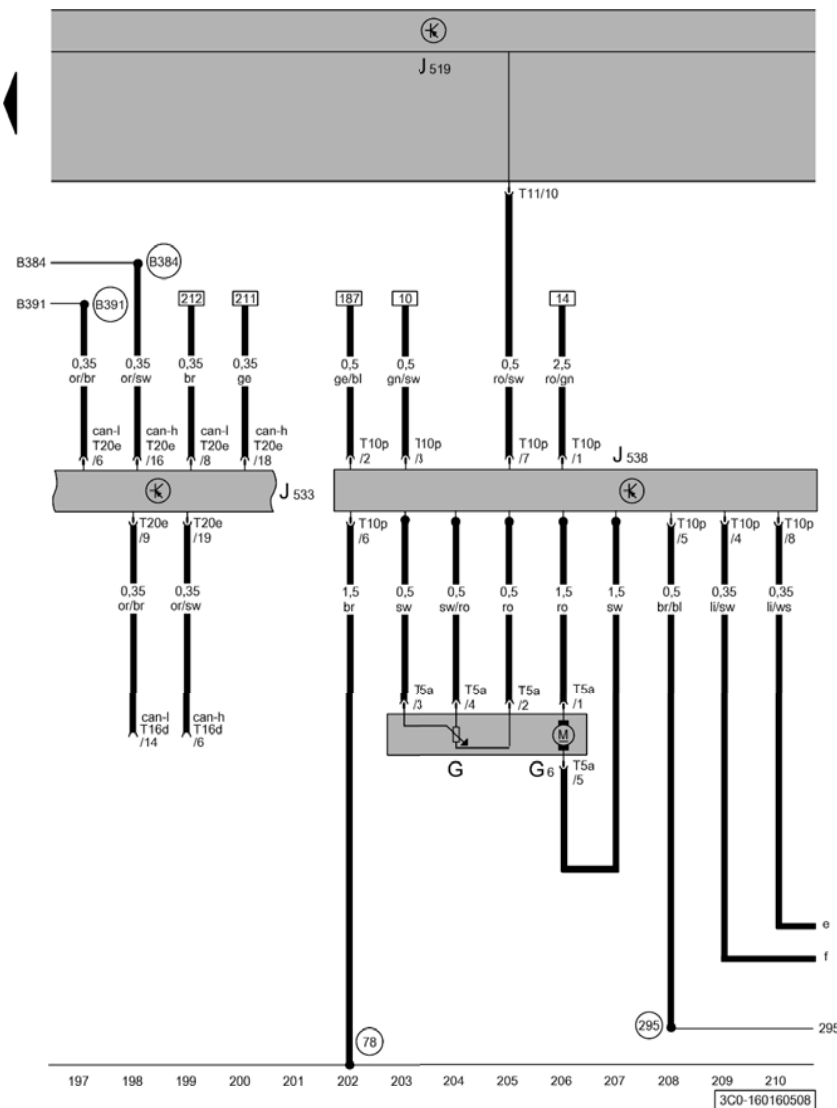 J 519
T11/10
B384 B384
B391 B391
212 211 187 10 14
0,35 0,35 0,35 0,35 0,5 0,5 0,5 2,5
or/br or/sw br ge ge/bl gn/sw ro/sw ro/gn
can-l can-h can-l can-h
T20e T20e T20e T20e T10p T10p T10p T10p
/6 /16 /8 /18 /2 /3 /7 /1
J 538
J 533
T20e T20e T10p T10p T10p T10p
/9 /19 /6 /5 /4 /8
0,35 0,35 1,5 0,5 0,5 0,5 1,5 1,5 0,5 0,35 0,35
or/br or/sw br sw sw/ro ro ro sw br/bl li/sw li/ws
T5a T5a T5a T5a
/3 /4 /2 /1
can-l can-h
T16d T16d
/14 /6
M
G G 6
T5a
/5
e
f
295 295
78
197 198 199 200 201 202 203 204 205 206 207 208 209 210
3C0-160160508